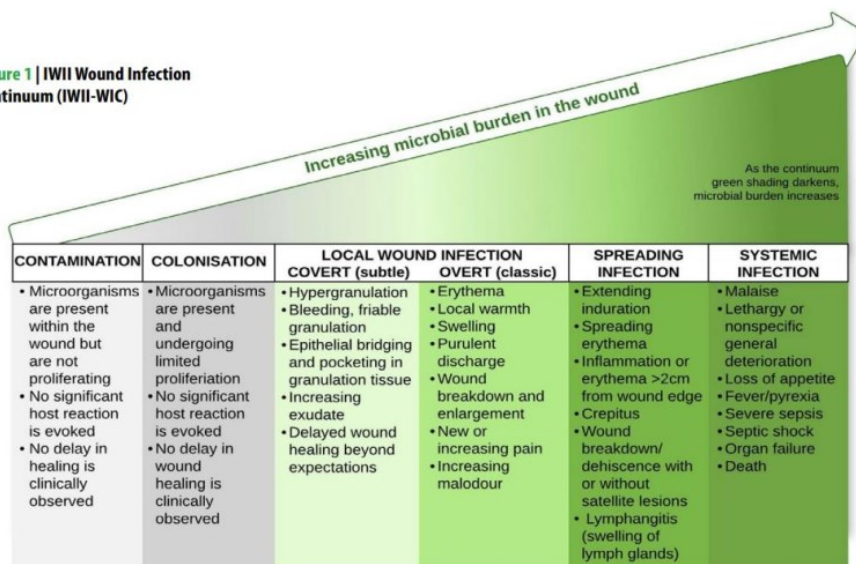 ure 1 | IWII Wound Infection
ntinuum (IWII-WIC)
Increasing microbial burden in the wound
As the continuum
green shading darkens,
microbial burden increases
CONTAMINATION
• Microorganisms
are present
within the
wound but
are not
proliferating
• No significant
host reaction
is evoked
• No delay in
healing is
clinically
observed
COLONISATION
• Microorganisms
are present
and
undergoing
limited
proliferiation
• No significant
host reaction
is evoked
• No delay in
wound
healing is
clinically
observed
LOCAL WOUND INFECTION
COVERT (subtle)
• Hypergranulation
• Bleeding, friable
granulation
• Epithelial bridging
and pocketing in
granulation tissue
• Increasing
exudate
• Delayed wound
healing beyond
expectations
OVERT (classic)
• Erythema
• Local warmth
• Swelling
• Purulent
discharge
• Wound
breakdown and
enlargement
• New or
increasing pain
• Increasing
malodour
SPREADING
INFECTION
• Extending
induration
• Spreading
erythema
• Inflammation or
erythema >2cm
from wound edge
• Crepitus
• Wound
breakdown/
dehiscence with
or without
satellite lesions
• Lymphangitis
(swelling of
lymph glands)
SYSTEMIC
INFECTION
• Malaise
• Lethargy or
nonspecific
general
deterioration
• Loss of appetite
• Fever/pyrexia
• Severe sepsis
• Septic shock
• Organ failure
• Death